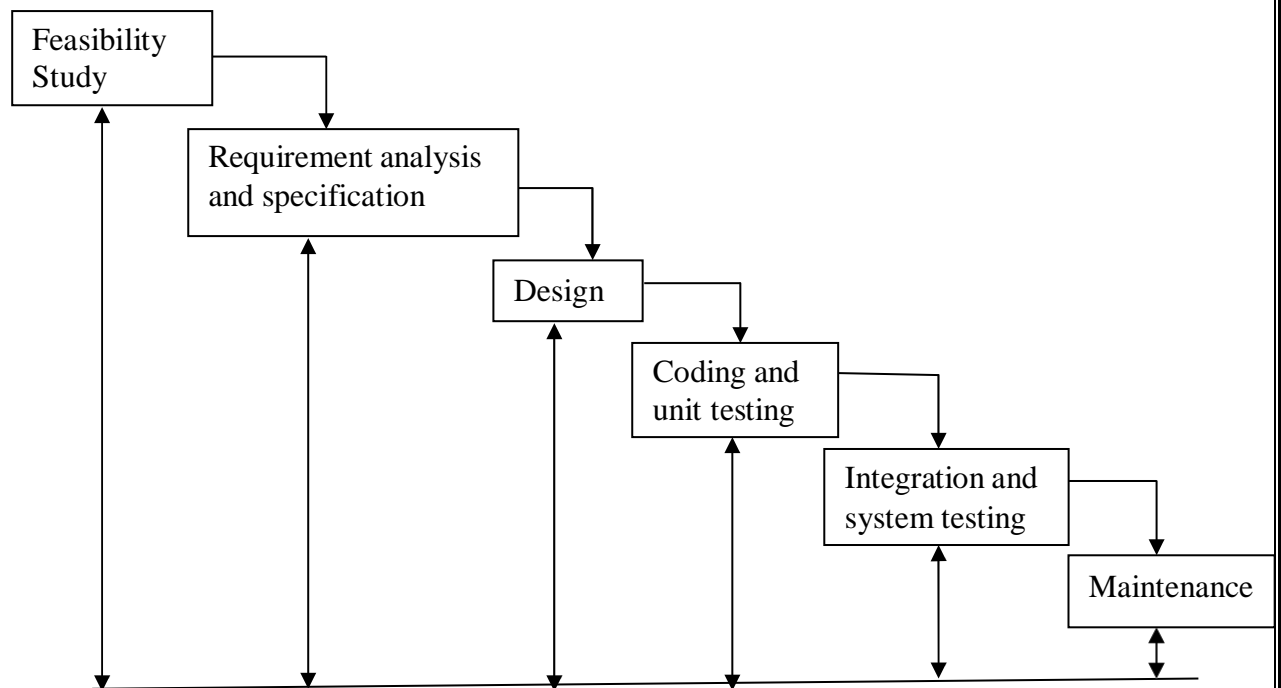 Feasibility
Study
Requirement analysis
and specification
Design
Coding and
unit testing
Integration and
system testing
Maintenance